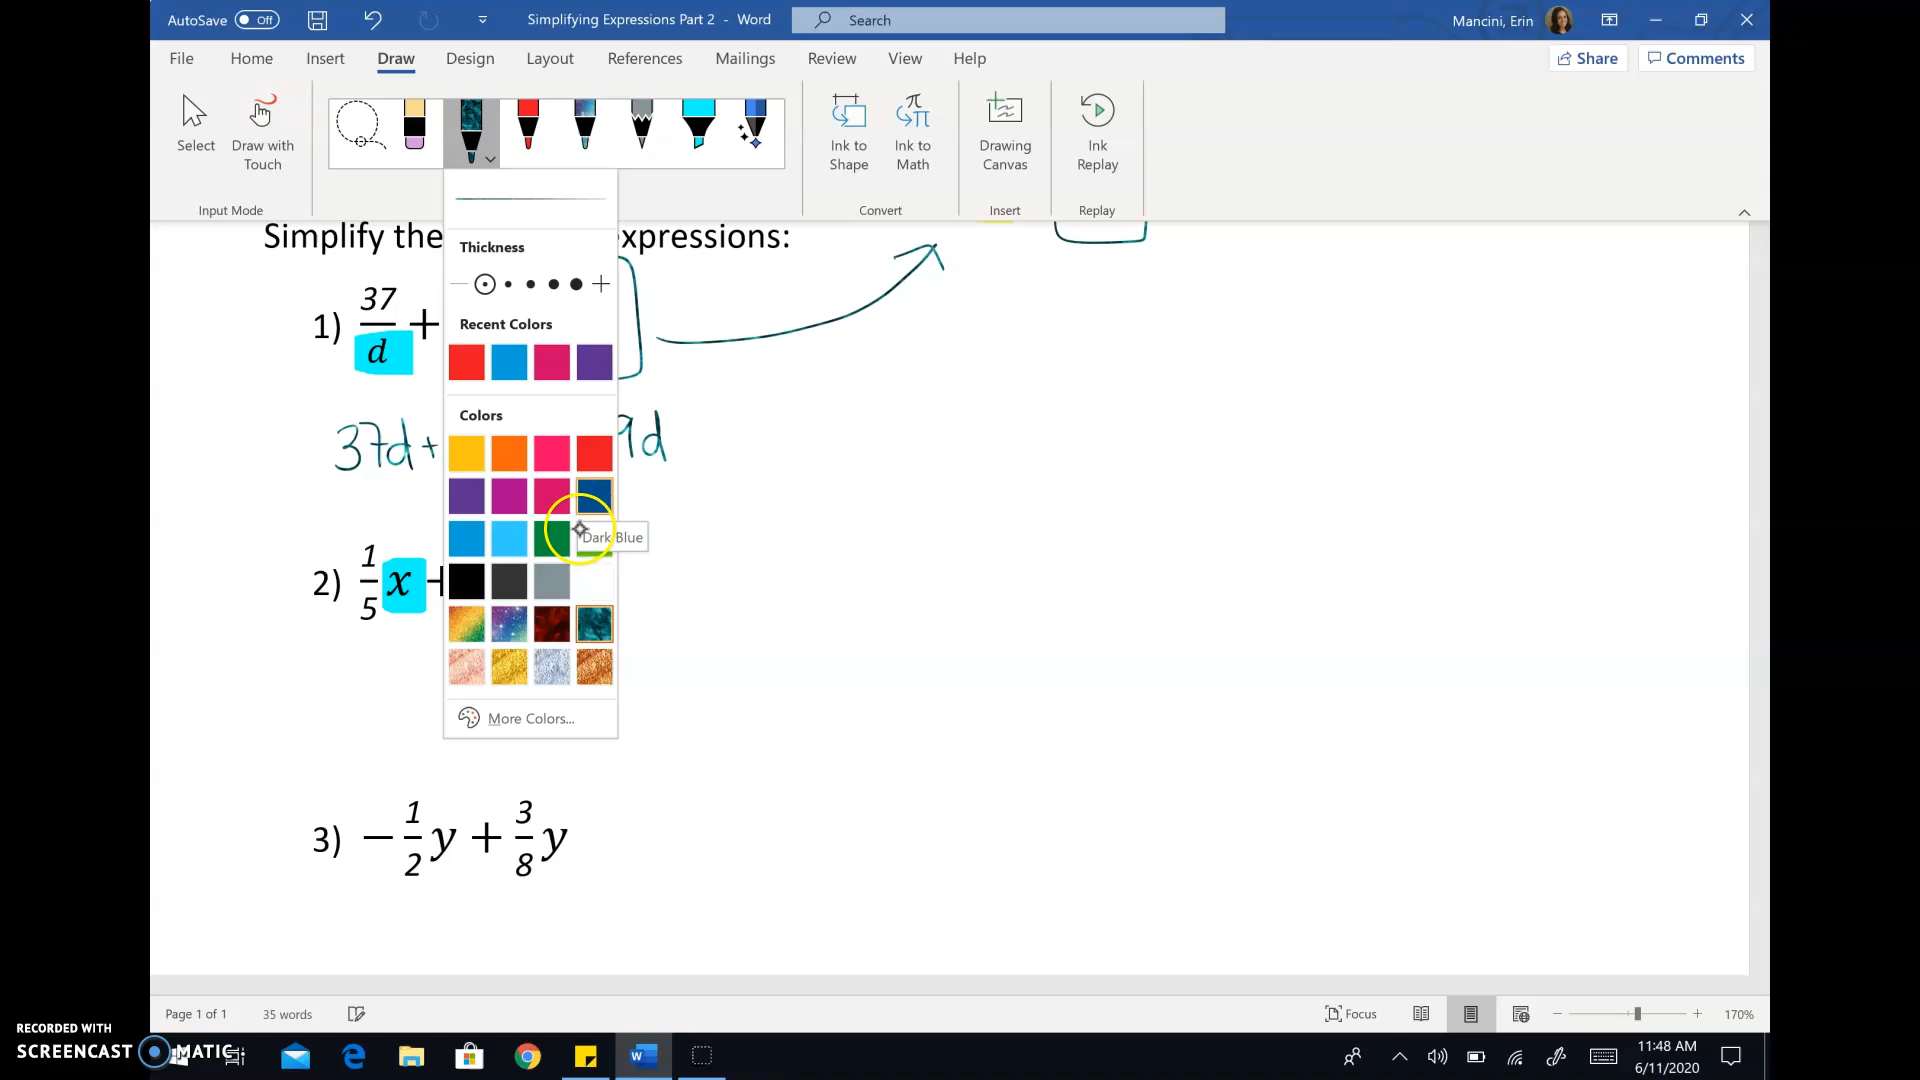 AutoSave Off Simplifying Expressions Part 2 - Word Search Mancini, Erin
File Home Insert Draw Design Layout References Mailings Review View Help Share Comments
Select Draw with Touch Ink to Shape Ink to Math Drawing Canvas Ink Replay
Input Mode Convert Insert Replay
Simplify the expressions:
Thickness
1) 37/d +
Recent Colors
Colors
37d+ 9d
Dark Blue
2) 1/5 x +
More Colors...
3) − 1/2 y + 3/8 y
Page 1 of 1 35 words Focus 170%
RECORDED WITH
SCREENCAST MATIC
11:48 AM
6/11/2020